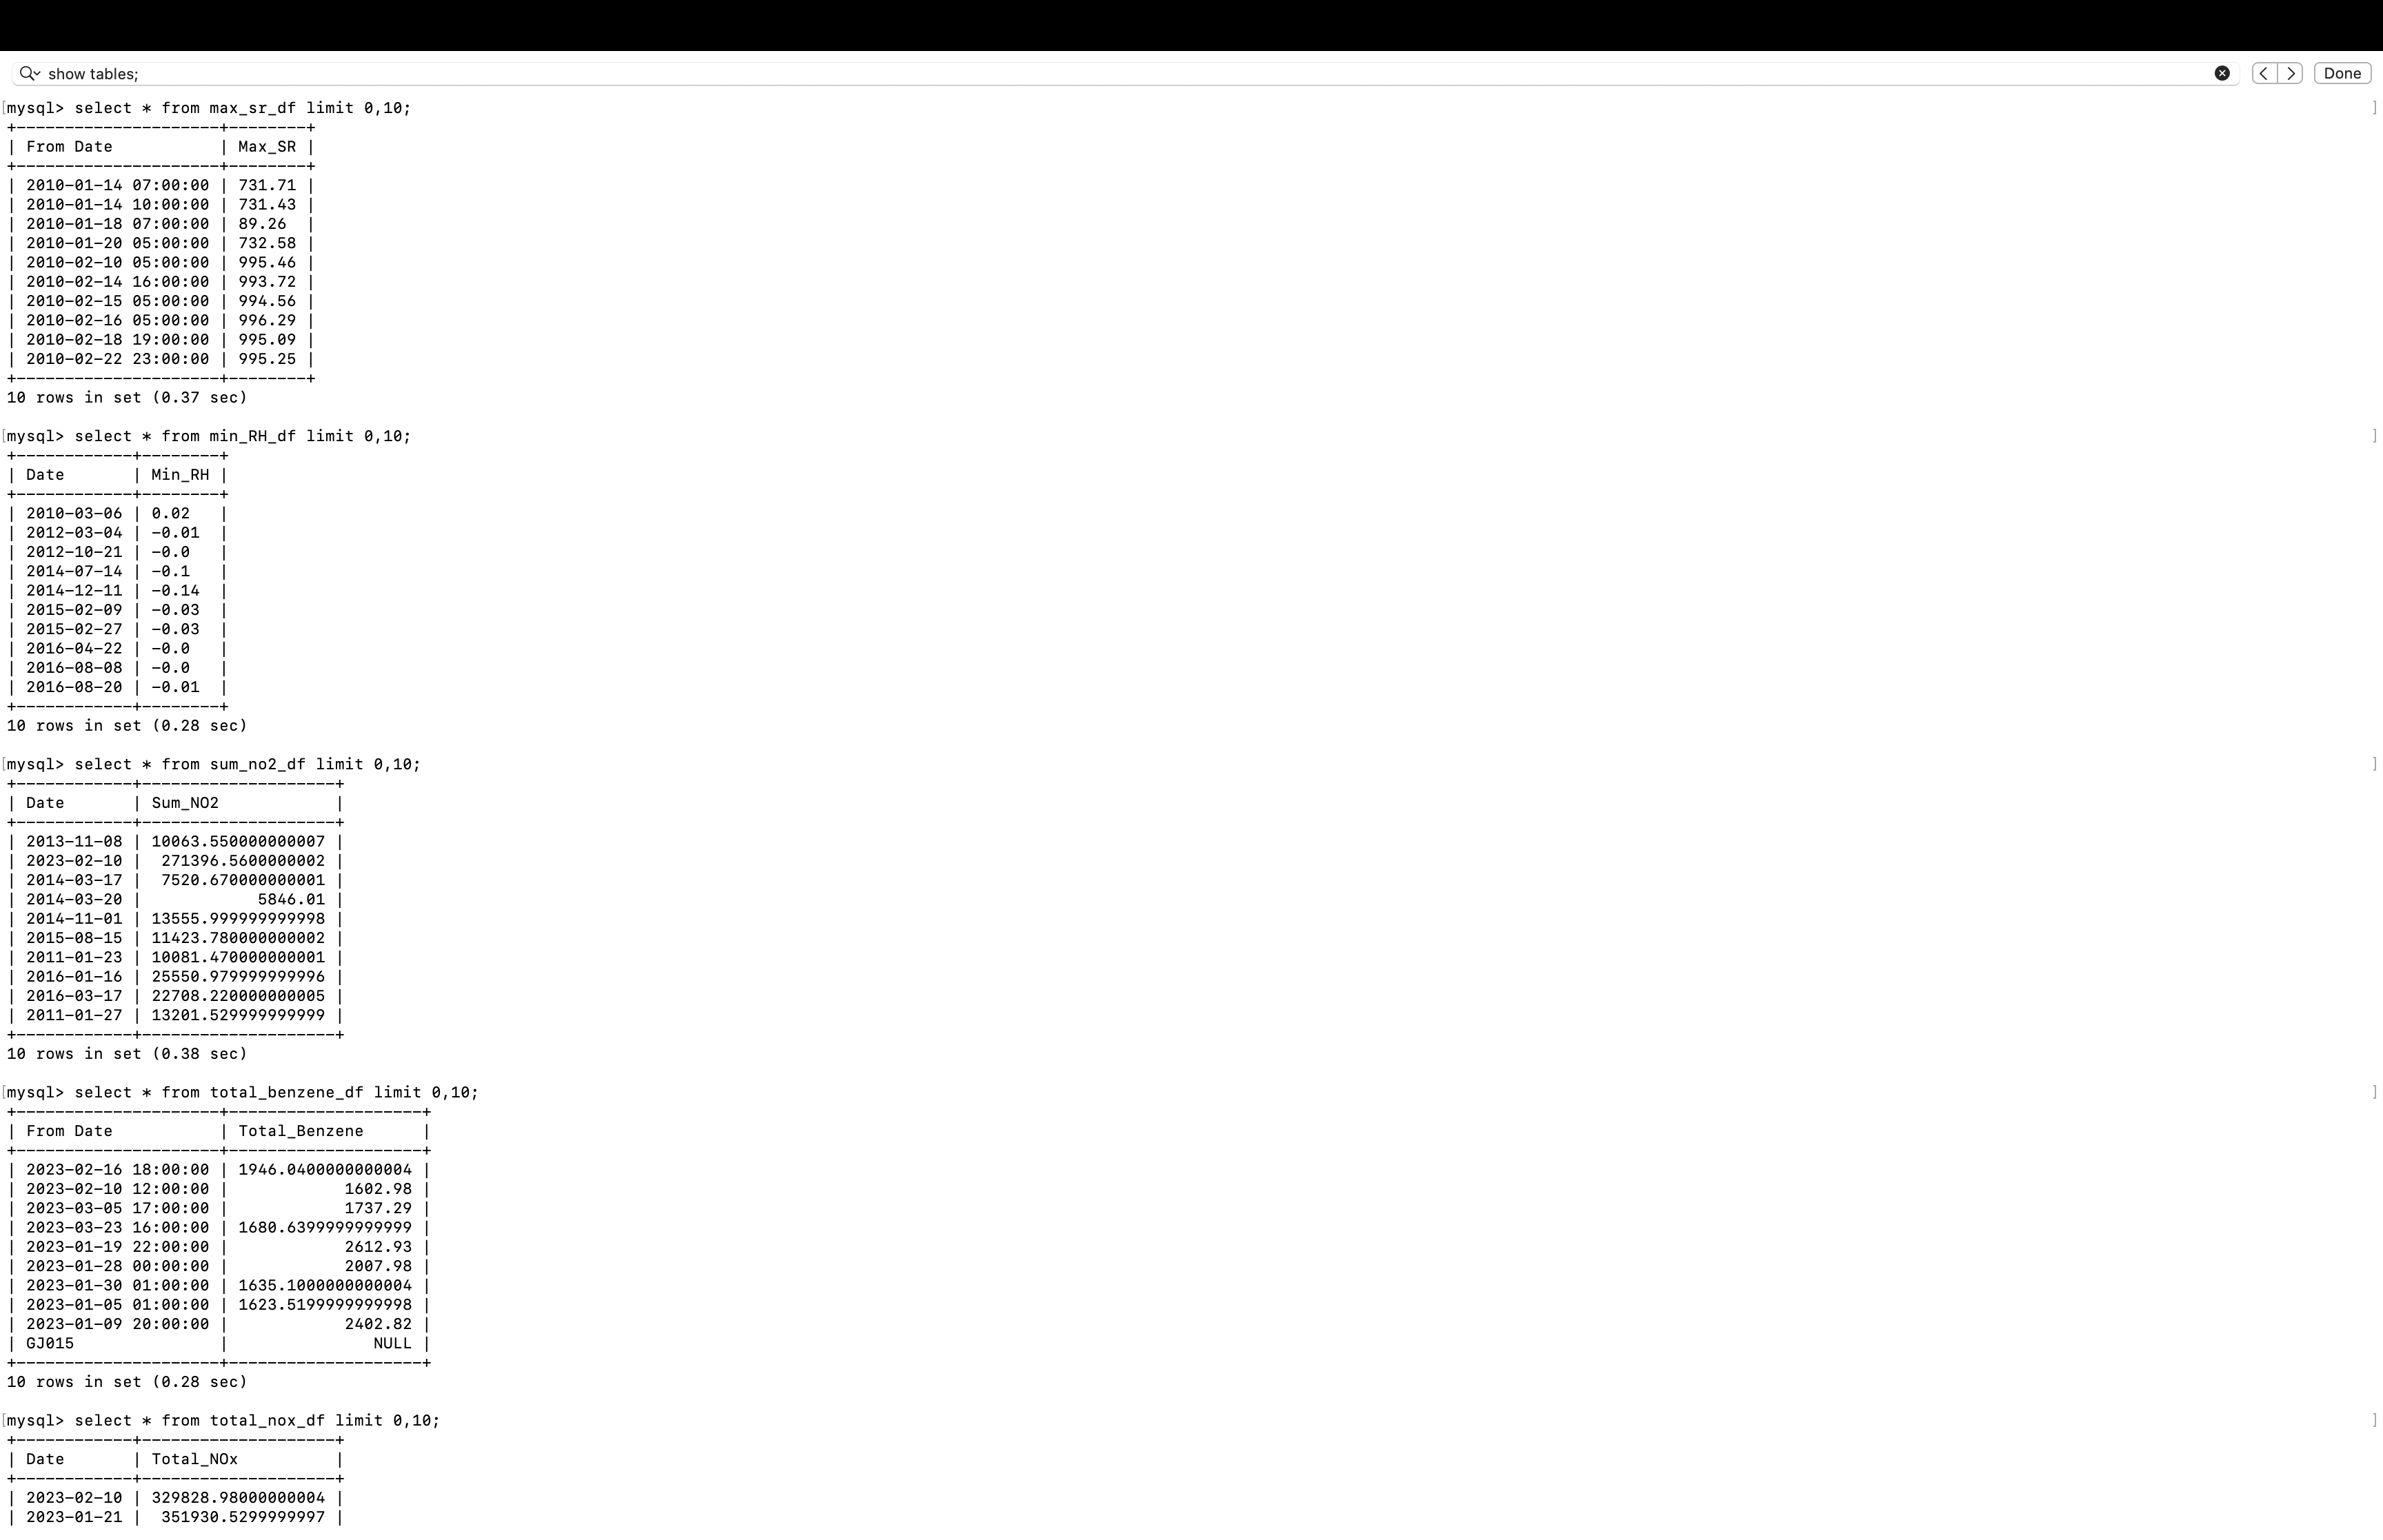 show tables;
Done
mysql> select * from max_sr_df limit 0,10;
+---------------------+--------+
| From Date           | Max_SR |
+---------------------+--------+
| 2010-01-14 07:00:00 | 731.71 |
| 2010-01-14 10:00:00 | 731.43 |
| 2010-01-18 07:00:00 | 89.26  |
| 2010-01-20 05:00:00 | 732.58 |
| 2010-02-10 05:00:00 | 995.46 |
| 2010-02-14 16:00:00 | 993.72 |
| 2010-02-15 05:00:00 | 994.56 |
| 2010-02-16 05:00:00 | 996.29 |
| 2010-02-18 19:00:00 | 995.09 |
| 2010-02-22 23:00:00 | 995.25 |
+---------------------+--------+
10 rows in set (0.37 sec)
mysql> select * from min_RH_df limit 0,10;
+------------+--------+
| Date       | Min_RH |
+------------+--------+
| 2010-03-06 | 0.02   |
| 2012-03-04 | -0.01  |
| 2012-10-21 | -0.0   |
| 2014-07-14 | -0.1   |
| 2014-12-11 | -0.14  |
| 2015-02-09 | -0.03  |
| 2015-02-27 | -0.03  |
| 2016-04-22 | -0.0   |
| 2016-08-08 | -0.0   |
| 2016-08-20 | -0.01  |
+------------+--------+
10 rows in set (0.28 sec)
mysql> select * from sum_no2_df limit 0,10;
+------------+--------------------+
| Date       | Sum_NO2            |
+------------+--------------------+
| 2013-11-08 | 10063.550000000007 |
| 2023-02-10 |  271396.5600000002 |
| 2014-03-17 |  7520.670000000001 |
| 2014-03-20 |            5846.01 |
| 2014-11-01 | 13555.999999999998 |
| 2015-08-15 | 11423.780000000002 |
| 2011-01-23 | 10081.470000000001 |
| 2016-01-16 | 25550.979999999996 |
| 2016-03-17 | 22708.220000000005 |
| 2011-01-27 | 13201.529999999999 |
+------------+--------------------+
10 rows in set (0.38 sec)
mysql> select * from total_benzene_df limit 0,10;
+---------------------+--------------------+
| From Date           | Total_Benzene      |
+---------------------+--------------------+
| 2023-02-16 18:00:00 | 1946.0400000000004 |
| 2023-02-10 12:00:00 |            1602.98 |
| 2023-03-05 17:00:00 |            1737.29 |
| 2023-03-23 16:00:00 | 1680.6399999999999 |
| 2023-01-19 22:00:00 |            2612.93 |
| 2023-01-28 00:00:00 |            2007.98 |
| 2023-01-30 01:00:00 | 1635.1000000000004 |
| 2023-01-05 01:00:00 | 1623.5199999999998 |
| 2023-01-09 20:00:00 |            2402.82 |
| GJ015               |               NULL |
+---------------------+--------------------+
10 rows in set (0.28 sec)
mysql> select * from total_nox_df limit 0,10;
+------------+--------------------+
| Date       | Total_NOx          |
+------------+--------------------+
| 2023-02-10 | 329828.98000000004 |
| 2023-01-21 |  351930.5299999997 |